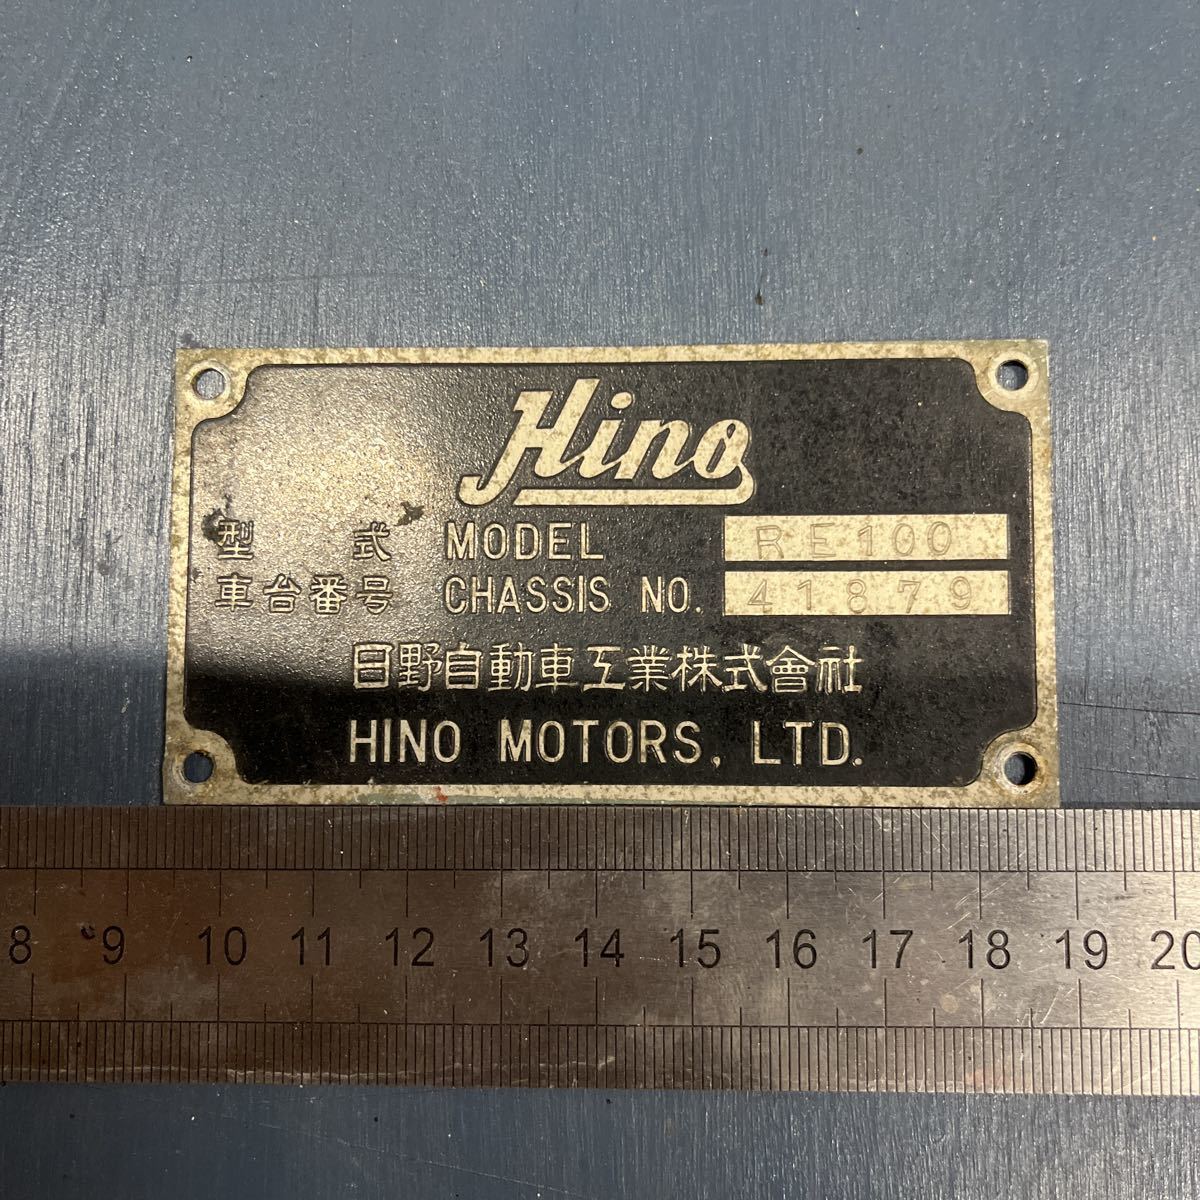 Hino
型式 MODEL RE100
車台番号 CHASSIS NO. 41879
日野自動車工業株式會社
HINO MOTORS, LTD.
8 9 10 11 12 13 14 15 16 17 18 19 20